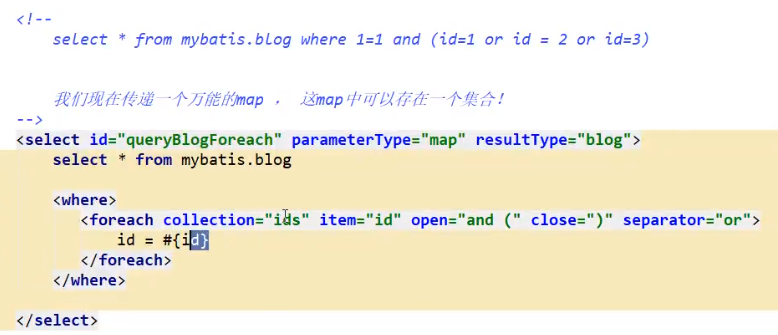 <!--
select * from mybatis.blog where 1=1 and (id=1 or id = 2 or id=3)
我们现在传递一个万能的map ， 这map中可以存在一个集合！
-->
<select id="queryBlogForeach" parameterType="map" resultType="blog">
select * from mybatis.blog
<where>
<foreach collection="ids" item="id" open="and (" close=")" separator="or">
id = #{id}
</foreach>
</where>
</select>